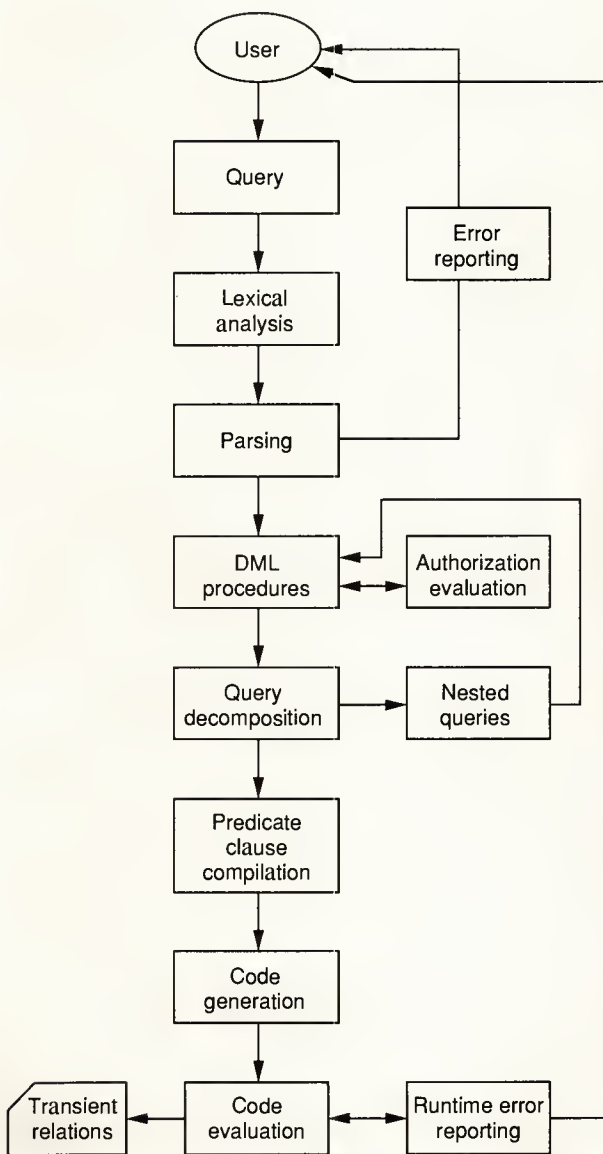 User
Query
Error
reporting
Lexical
analysis
Parsing
DML
procedures
Authorization
evaluation
Query
decomposition
Nested
queries
Predicate
clause
compilation
Code
generation
Transient
relations
Code
evaluation
Runtime error
reporting